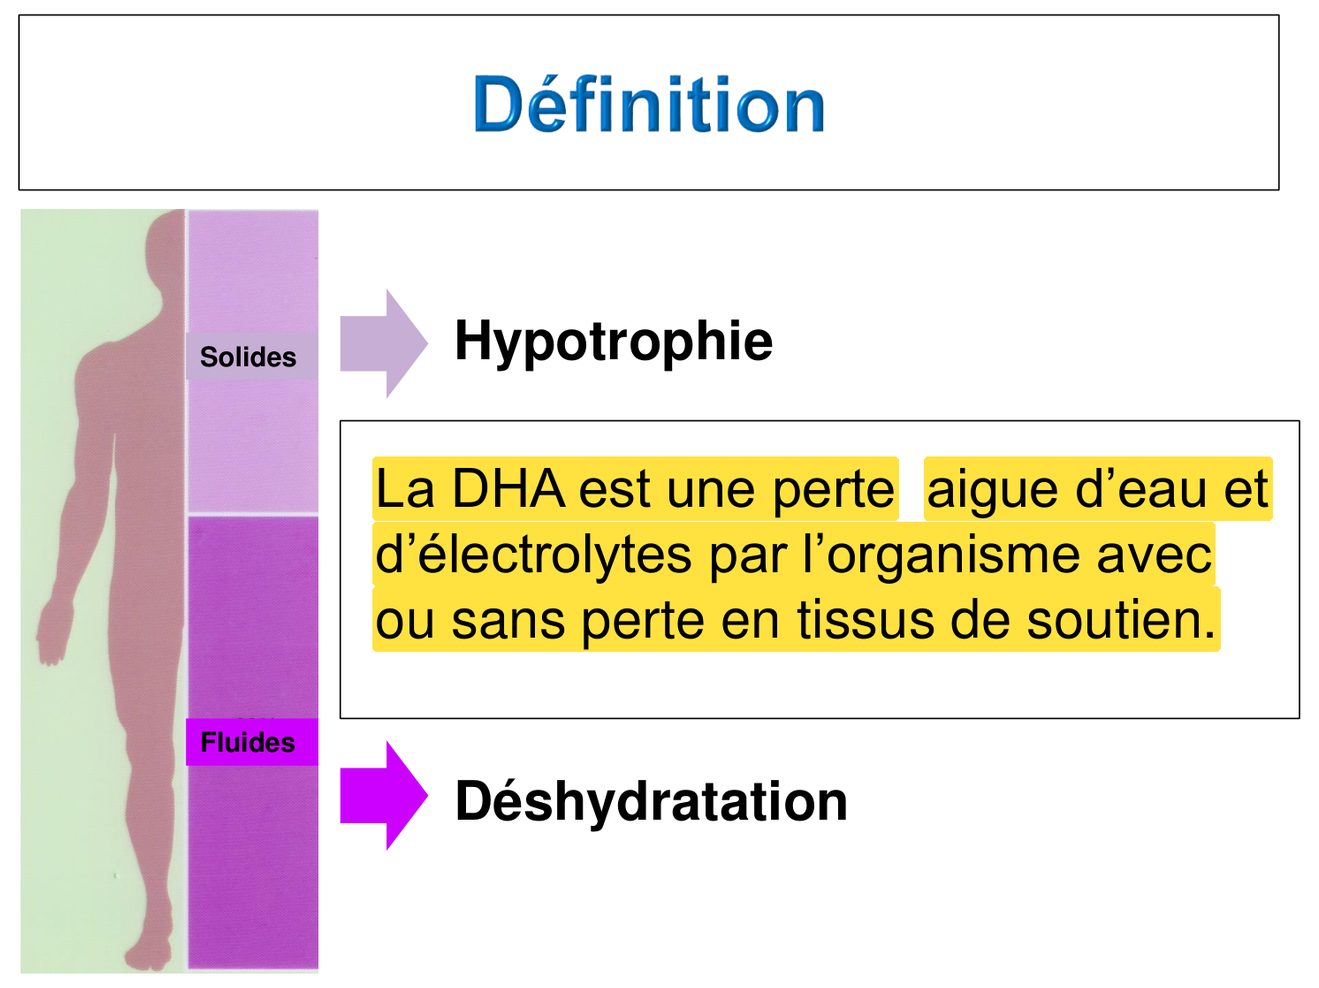 Définition
Solides
Hypotrophie
La DHA est une perte aigue d’eau et
d’électrolytes par l’organisme avec
ou sans perte en tissus de soutien.
Fluides
Déshydratation